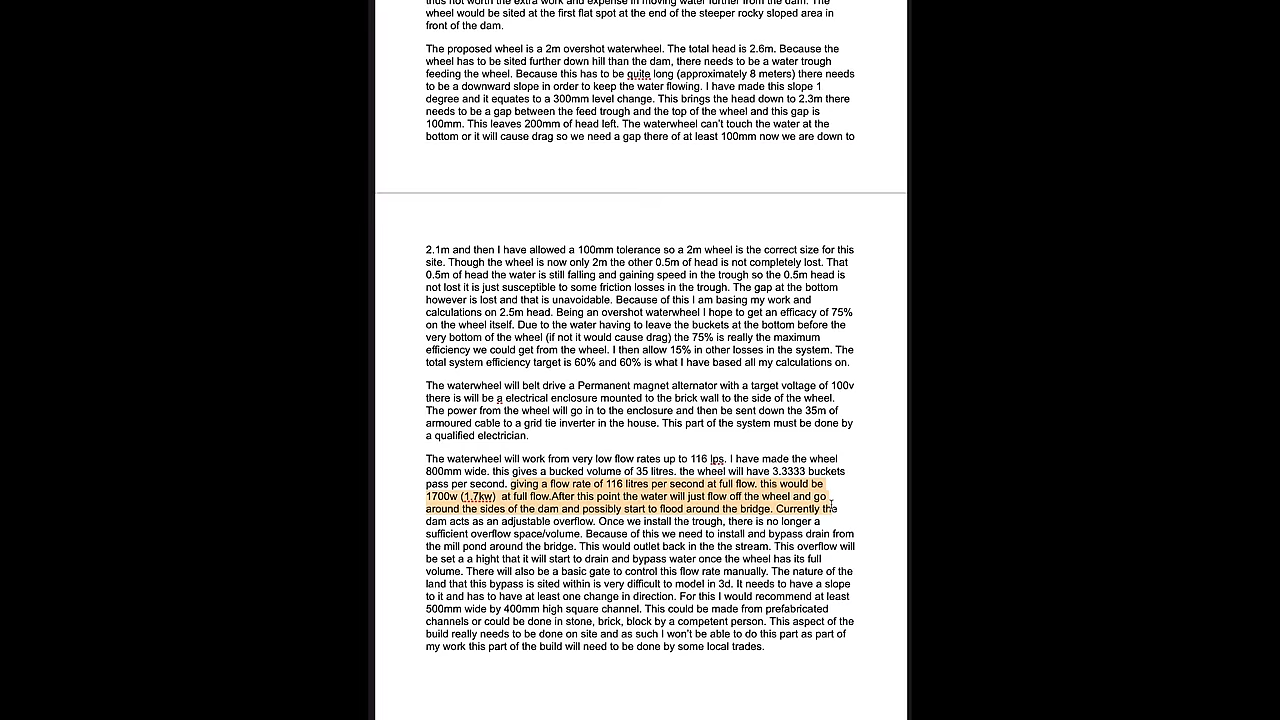 thus not worth the extra work and expense in moving water further from the dam. The
wheel would be sited at the first flat spot at the end of the steeper rocky sloped area in
front of the dam.
The proposed wheel is a 2m overshot waterwheel. The total head is 2.6m. Because the
wheel has to be sited further down hill than the dam, there needs to be a water trough
feeding the wheel. Because this has to be quite long (approximately 8 meters) there needs
to be a downward slope in order to keep the water flowing. I have made this slope 1
degree and it equates to a 300mm level change. This brings the head down to 2.3m there
needs to be a gap between the feed trough and the top of the wheel and this gap is
100mm. This leaves 200mm of head left. The waterwheel can't touch the water at the
bottom or it will cause drag so we need a gap there of at least 100mm now we are down to
2.1m and then I have allowed a 100mm tolerance so a 2m wheel is the correct size for this
site. Though the wheel is now only 2m the other 0.5m of head is not completely lost. That
0.5m of head the water is still falling and gaining speed in the trough so the 0.5m head is
not lost it is just susceptible to some friction losses in the trough. The gap at the bottom
however is lost and that is unavoidable. Because of this I am basing my work and
calculations on 2.5m head. Being an overshot waterwheel I hope to get an efficacy of 75%
on the wheel itself. Due to the water having to leave the buckets at the bottom before the
very bottom of the wheel (if not it would cause drag) the 75% is really the maximum
efficiency we could get from the wheel. I then allow 15% in other losses in the system. The
total system efficiency target is 60% and 60% is what I have based all my calculations on.
The waterwheel will belt drive a Permanent magnet alternator with a target voltage of 100v
there is will be a electrical enclosure mounted to the brick wall to the side of the wheel.
The power from the wheel will go in to the enclosure and then be sent down the 35m of
armoured cable to a grid tie inverter in the house. This part of the system must be done by
a qualified electrician.
The waterwheel will work from very low flow rates up to 116 lps. I have made the wheel
800mm wide. this gives a bucked volume of 35 litres. the wheel will have 3.3333 buckets
pass per second. giving a flow rate of 116 litres per second at full flow. this would be
1700w (1.7kw)  at full flow.After this point the water will just flow off the wheel and go
around the sides of the dam and possibly start to flood around the bridge. Currently the
dam acts as an adjustable overflow. Once we install the trough, there is no longer a
sufficient overflow space/volume. Because of this we need to install and bypass drain from
the mill pond around the bridge. This would outlet back in the the stream. This overflow will
be set a a hight that it will start to drain and bypass water once the wheel has its full
volume. There will also be a basic gate to control this flow rate manually. The nature of the
land that this bypass is sited within is very difficult to model in 3d. It needs to have a slope
to it and has to have at least one change in direction. For this I would recommend at least
500mm wide by 400mm high square channel. This could be made from prefabricated
channels or could be done in stone, brick, block by a competent person. This aspect of the
build really needs to be done on site and as such I won't be able to do this part as part of
my work this part of the build will need to be done by some local trades.